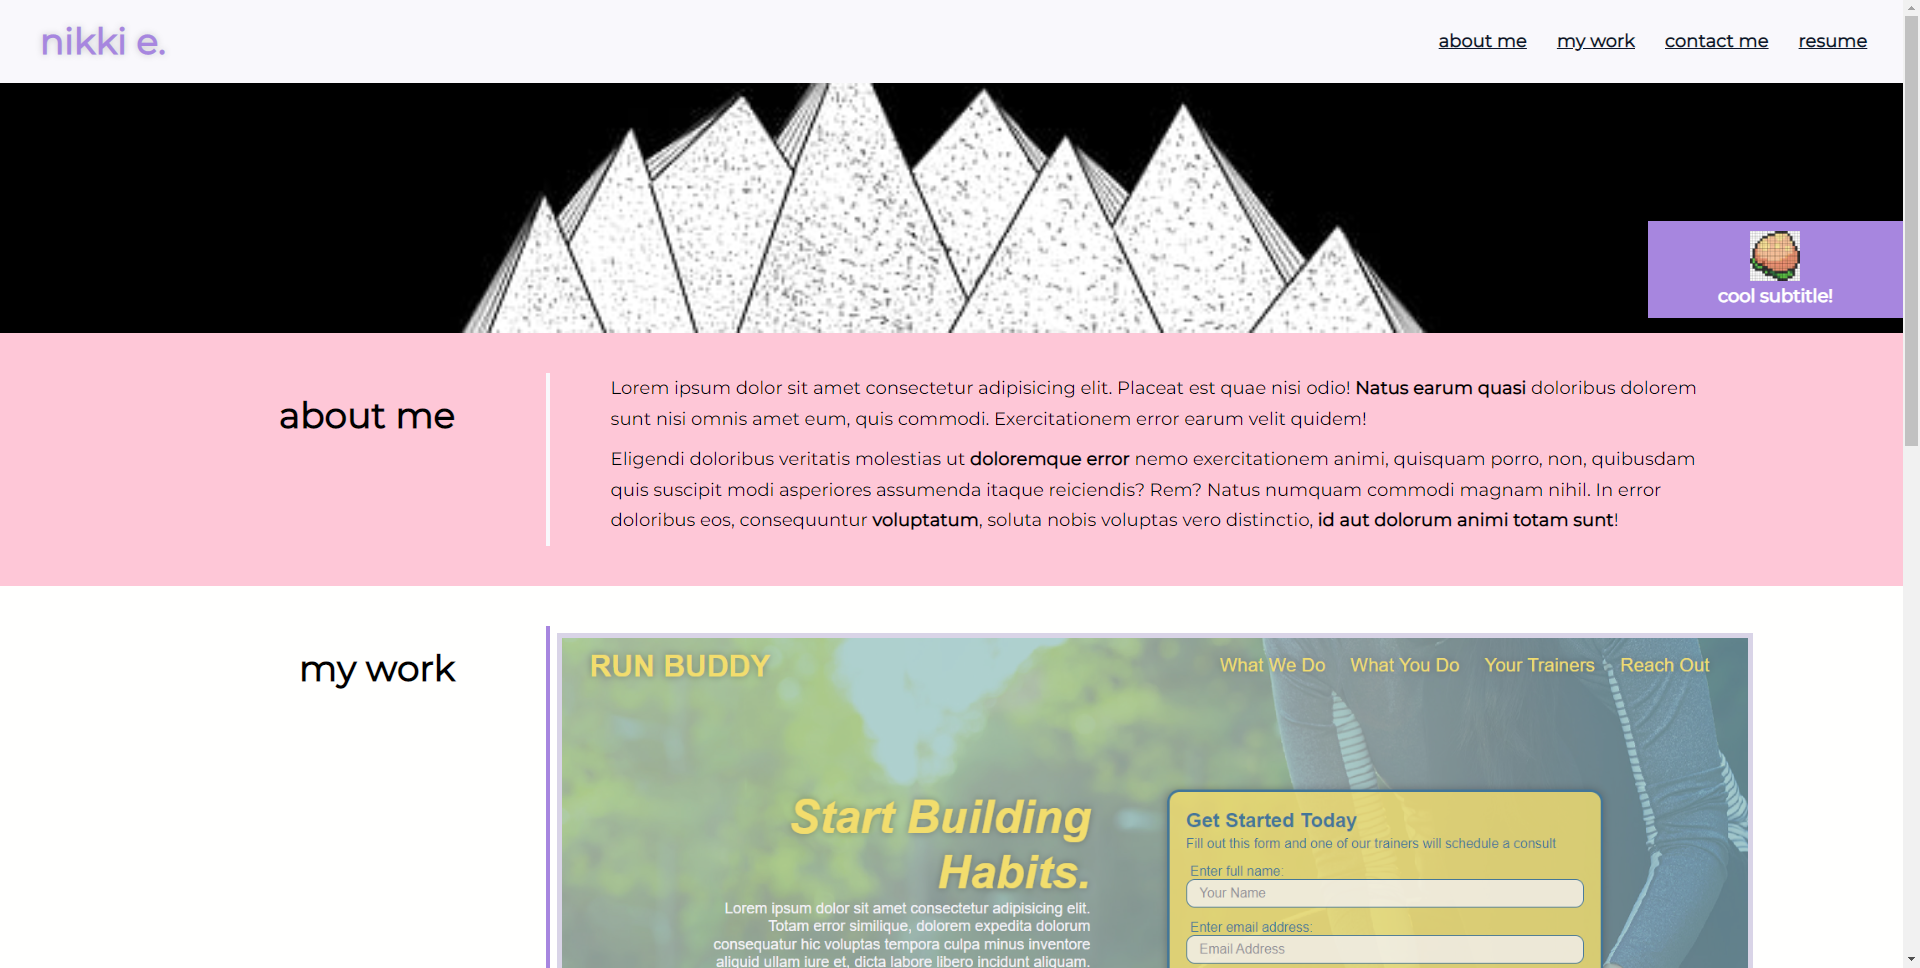 nikki e.
about me my work contact me resume
cool subtitle!
about me
Lorem ipsum dolor sit amet consectetur adipisicing elit. Placeat est quae nisi odio! Natus earum quasi doloribus dolorem
sunt nisi omnis amet eum, quis commodi. Exercitationem error earum velit quidem!
Eligendi doloribus veritatis molestias ut doloremque error nemo exercitationem animi, quisquam porro, non, quibusdam
quis suscipit modi asperiores assumenda itaque reiciendis? Rem? Natus numquam commodi magnam nihil. In error
doloribus eos, consequuntur voluptatum, soluta nobis voluptas vero distinctio, id aut dolorum animi totam sunt!
my work
RUN BUDDY
What We Do What You Do Your Trainers Reach Out
Start Building
Habits.
Lorem ipsum dolor sit amet consectetur adipisicing elit.
Totam error similique, dolorem expedita dolorum
consequatur hic voluptas tempora culpa minus inventore
aliquid ullam iure et, dicta labore libero incidunt aliquam.
Get Started Today
Fill out this form and one of our trainers will schedule a consult
Enter full name:
Your Name
Enter email address:
Email Address